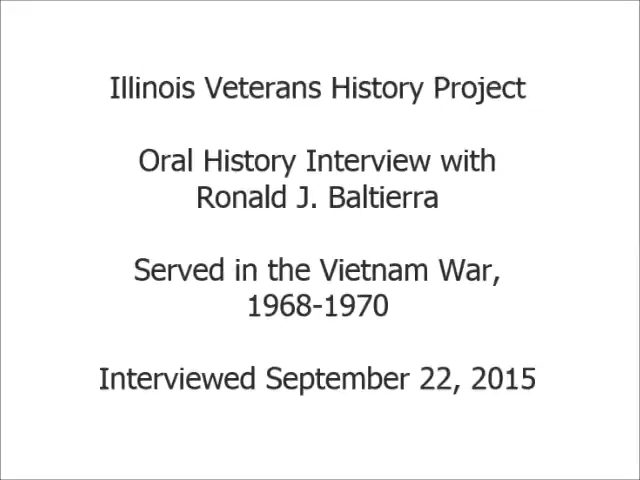 Illinois Veterans History Project
Oral History Interview with
Ronald J. Baltierra
Served in the Vietnam War,
1968-1970
Interviewed September 22, 2015